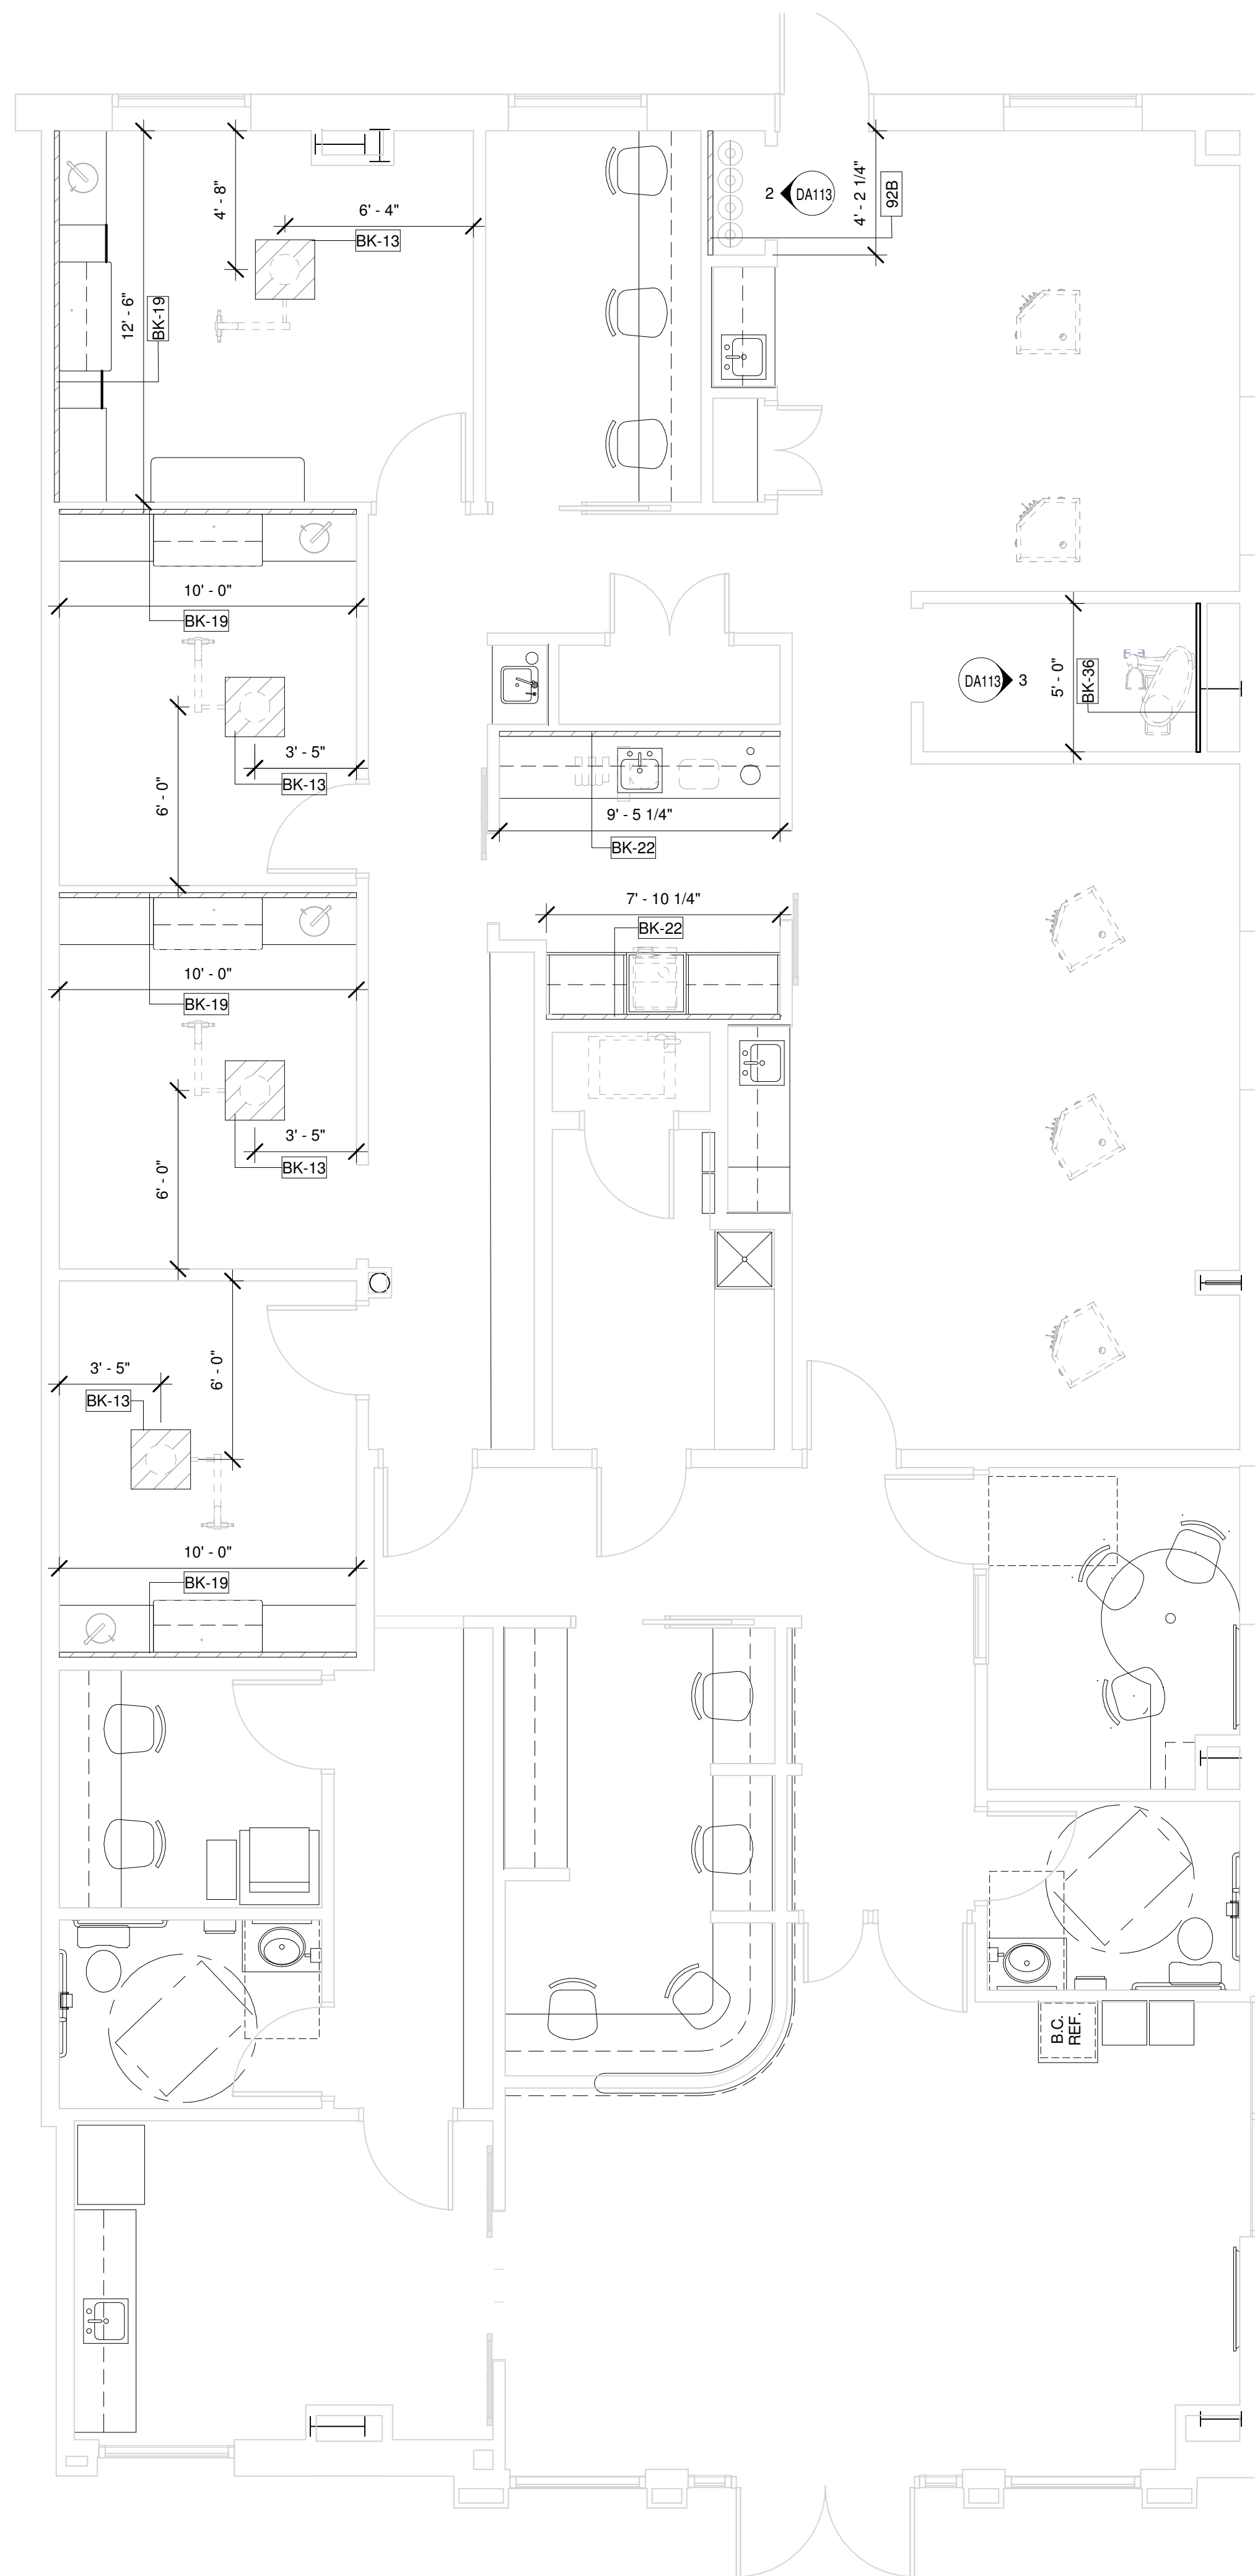 4' - 8"
6' - 4"
BK-13
12' - 6"
BK-19
2
DA113
4' - 2 1/4"
92B
10' - 0"
BK-19
3' - 5"
BK-13
6' - 0"
DA113
3
5' - 0"
BK-36
9' - 5 1/4"
BK-22
7' - 10 1/4"
BK-22
10' - 0"
BK-19
3' - 5"
BK-13
6' - 0"
3' - 5"
BK-13
6' - 0"
10' - 0"
BK-19
B.C.
REF.